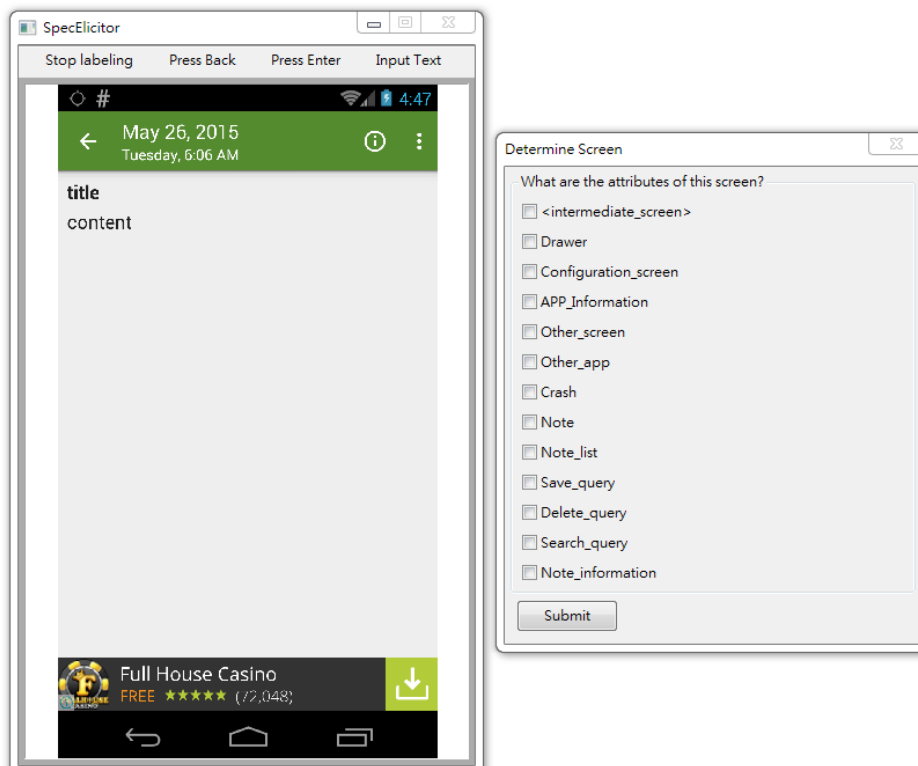 SpecElicitor
Stop labeling Press Back Press Enter Input Text
# 4:47
May 26, 2015
Tuesday, 6:06 AM
title
content
Full House Casino
FREE ★★★★★ (72,048)
Determine Screen
What are the attributes of this screen?
<intermediate_screen>
Drawer
Configuration_screen
APP_Information
Other_screen
Other_app
Crash
Note
Note_list
Save_query
Delete_query
Search_query
Note_information
Submit